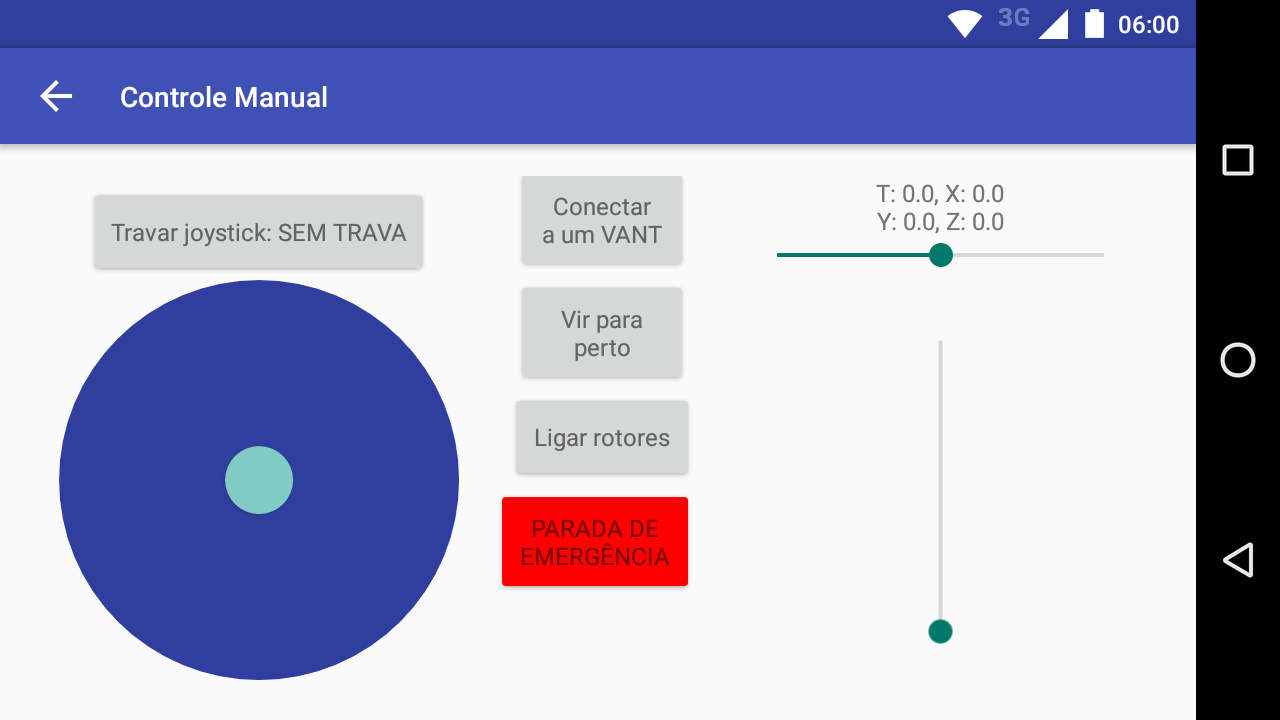 3G 06:00
Controle Manual
Travar joystick: SEM TRAVA
Conectar
a um VANT
Vir para
perto
Ligar rotores
PARADA DE
EMERGÊNCIA
T: 0.0, X: 0.0
Y: 0.0, Z: 0.0